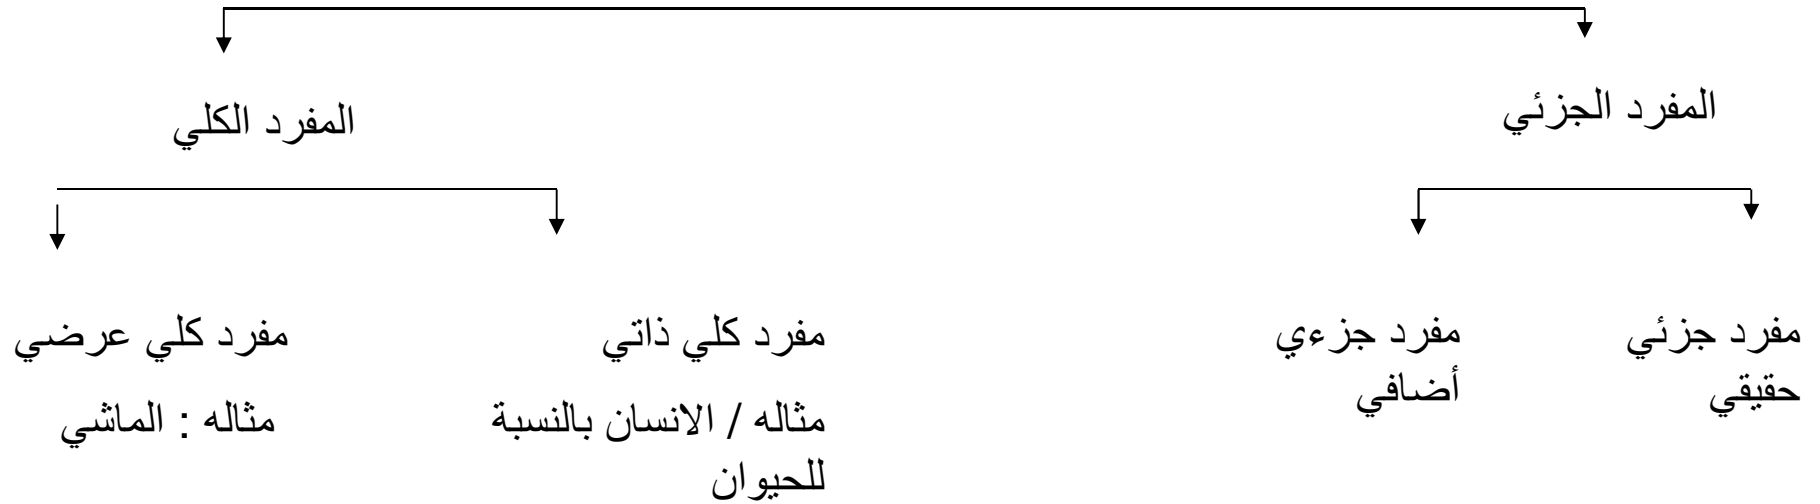 المفرد الجزئي
المفرد الكلي
مفرد جزئي
حقيقي
مفرد جزءي
أضافي
مفرد كلي ذاتي
مثاله / الانسان بالنسبة
للحيوان
مفرد كلي عرضي
مثاله : الماشي